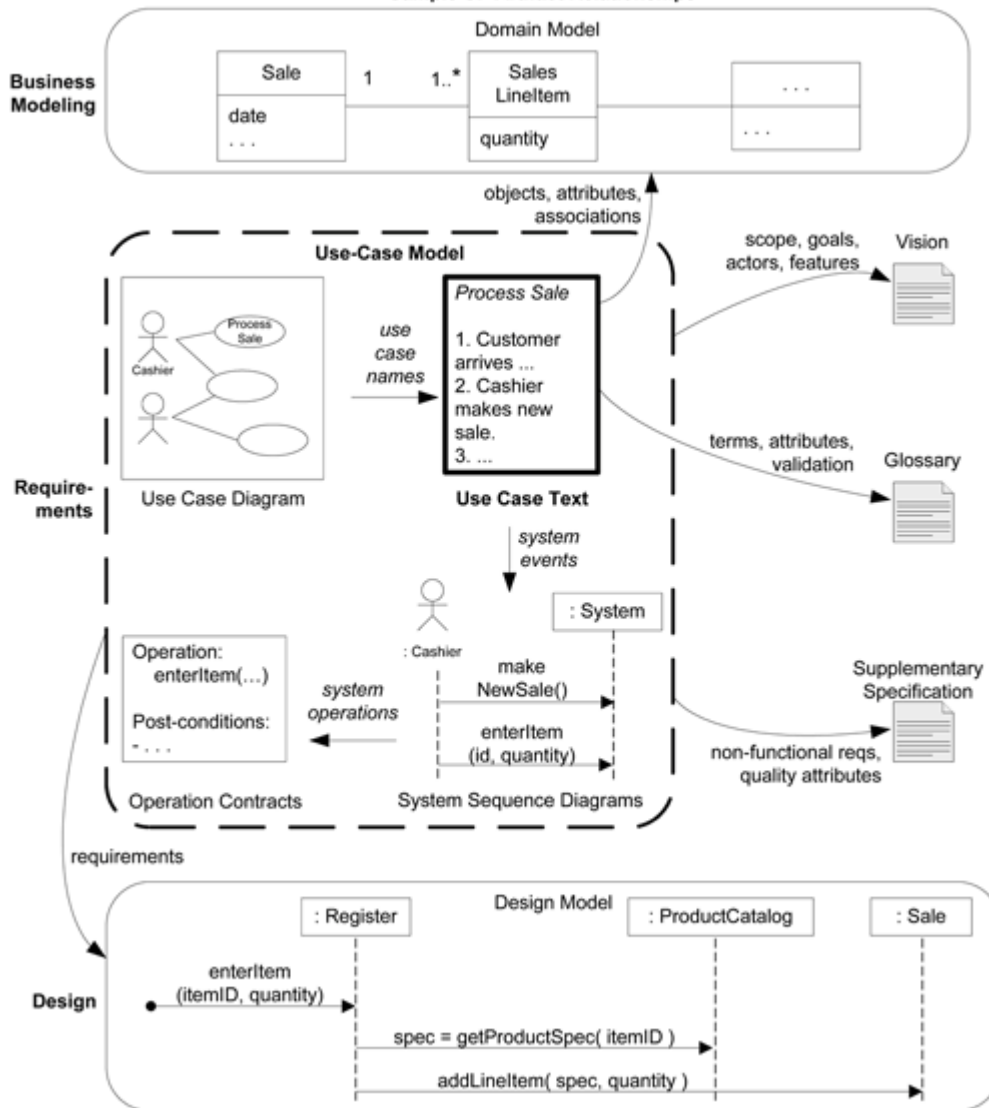 Domain Model
Business
Modeling
Sale
1
1..*
Sales
LineItem
. . .
date
. . .
quantity
. . .
objects, attributes,
associations
Use-Case Model
scope, goals,
actors, features
Vision
Process
Sale
Cashier
use
case
names
Process Sale
1. Customer
arrives ...
2. Cashier
makes new
sale.
3. ...
terms, attributes,
validation
Glossary
Require-
ments
Use Case Diagram
Use Case Text
system
events
: System
: Cashier
Operation:
enterItem(…)
Post-conditions:
- . . .
system
operations
make
NewSale()
enterItem
(id, quantity)
Supplementary
Specification
non-functional reqs,
quality attributes
Operation Contracts
System Sequence Diagrams
requirements
Design Model
: Register
: ProductCatalog
: Sale
Design
enterItem
(itemID, quantity)
spec = getProductSpec( itemID )
addLineItem( spec, quantity )